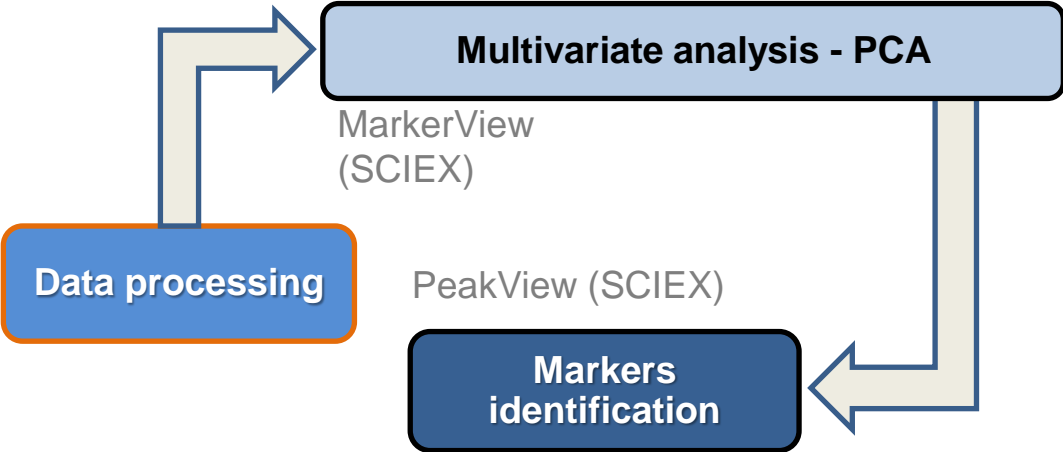 Multivariate analysis - PCA
MarkerView
(SCIEX)
Data processing
PeakView (SCIEX)
Markers
identification